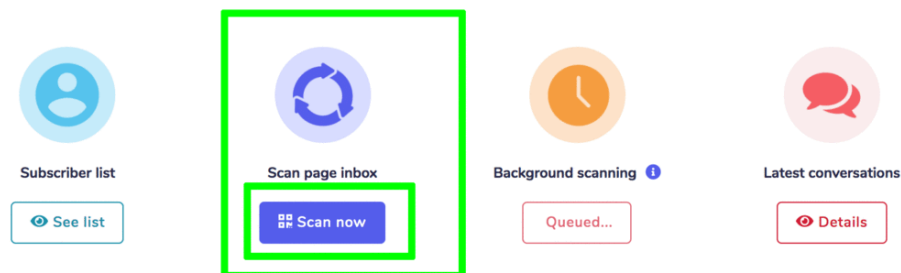 Subscriber list
See list
Scan page inbox
Scan now
Background scanning
Queued...
Latest conversations
Details